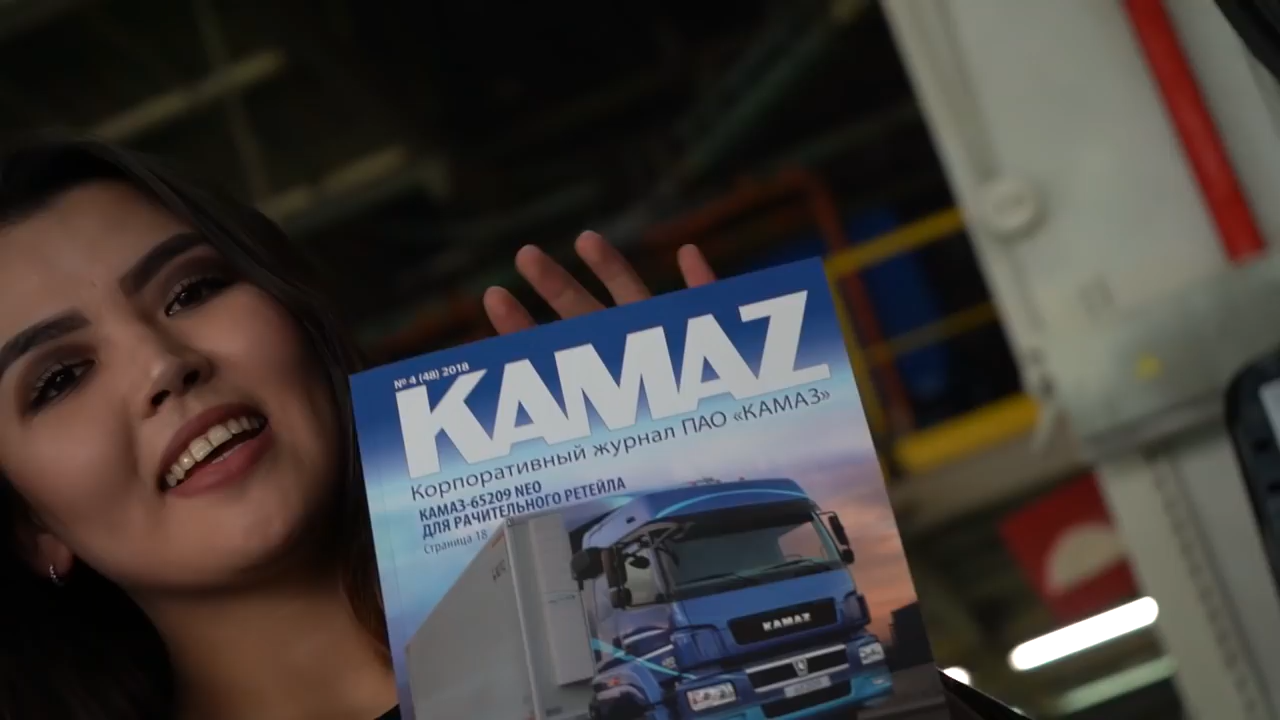 № 4 (48) 2018
KAMAZ
Корпоративный журнал ПАО «КАМАЗ»
КАМАЗ-65209 NEO
ДЛЯ РАЧИТЕЛЬНОГО РЕТЕЙЛА
Страница 18
KAMAZ